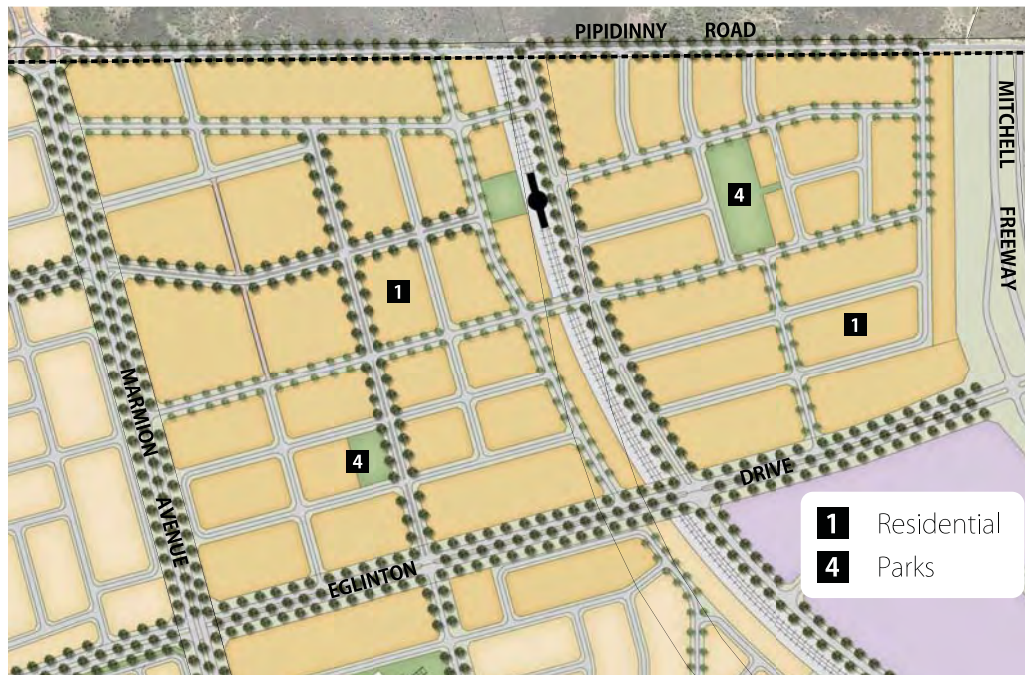 PIPIDINNY ROAD
MITCHELL FREEWAY
4
1
1
MARMION AVENUE
4
DRIVE
EGLINTON
1 Residential
4 Parks